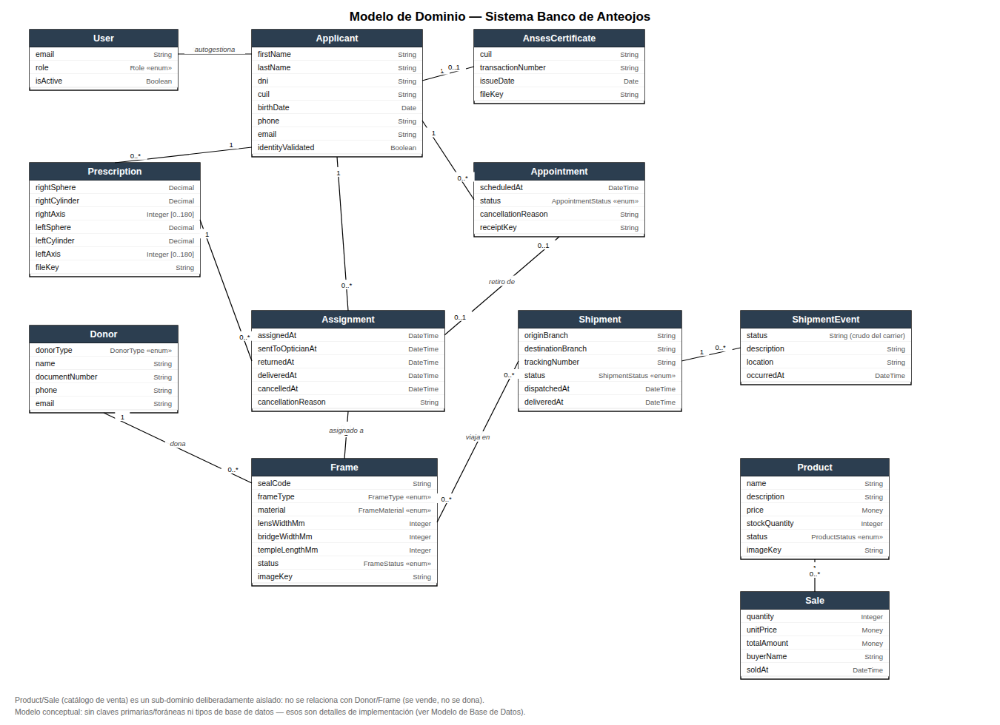 Modelo de Dominio — Sistema Banco de Anteojos
User
email String
role Role «enum»
isActive Boolean
autogestiona
Applicant
firstName String
lastName String
dni String
cuil String
birthDate Date
phone String
email String
identityValidated Boolean
1 0..1
AnsesCertificate
cuil String
transactionNumber String
issueDate Date
fileKey String
1
0..*
1
0..*
Prescription
rightSphere Decimal
rightCylinder Decimal
rightAxis Integer [0..180]
leftSphere Decimal
leftCylinder Decimal
leftAxis Integer [0..180]
fileKey String
1
0..*
1
0..*
Appointment
scheduledAt DateTime
status AppointmentStatus «enum»
cancellationReason String
receiptKey String
0..1
retiro de
0..1
Donor
donorType DonorType «enum»
name String
documentNumber String
phone String
email String
1
dona
0..*
Assignment
assignedAt DateTime
sentToOpticianAt DateTime
returnedAt DateTime
deliveredAt DateTime
cancelledAt DateTime
cancellationReason String
asignado a
Shipment
originBranch String
destinationBranch String
trackingNumber String
status ShipmentStatus «enum»
dispatchedAt DateTime
deliveredAt DateTime
1 0..*
ShipmentEvent
status String (crudo del carrier)
description String
location String
occurredAt DateTime
0..*
viaja en
0..*
Frame
sealCode String
frameType FrameType «enum»
material FrameMaterial «enum»
lensWidthMm Integer
bridgeWidthMm Integer
templeLengthMm Integer
status FrameStatus «enum»
imageKey String
Product
name String
description String
price Money
stockQuantity Integer
status ProductStatus «enum»
imageKey String
0..*
Sale
quantity Integer
unitPrice Money
totalAmount Money
buyerName String
soldAt DateTime
Product/Sale (catálogo de venta) es un sub-dominio deliberadamente aislado: no se relaciona con Donor/Frame (se vende, no se dona).
Modelo conceptual: sin claves primarias/foráneas ni tipos de base de datos — esos son detalles de implementación (ver Modelo de Base de Datos).